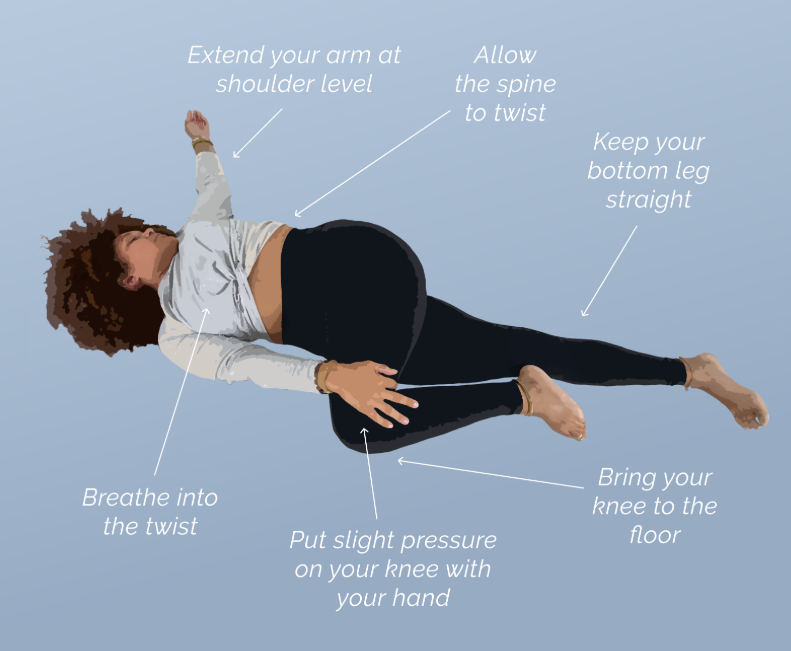 Extend your arm at
shoulder level
Allow
the spine
to twist
Keep your
bottom leg
straight
Breathe into
the twist
Put slight pressure
on your knee with
your hand
Bring your
knee to the
floor